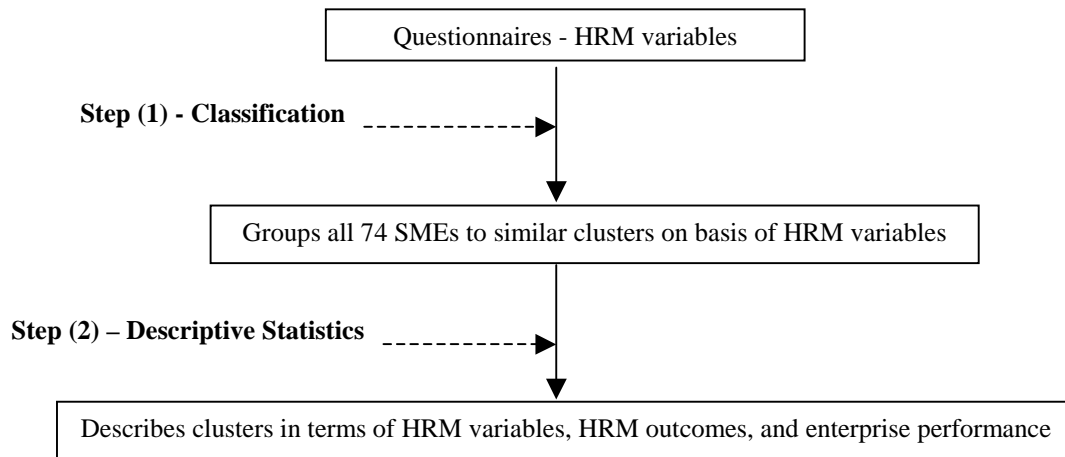 Questionnaires - HRM variables
Step (1) - Classification
Groups all 74 SMEs to similar clusters on basis of HRM variables
Step (2) – Descriptive Statistics
Describes clusters in terms of HRM variables, HRM outcomes, and enterprise performance